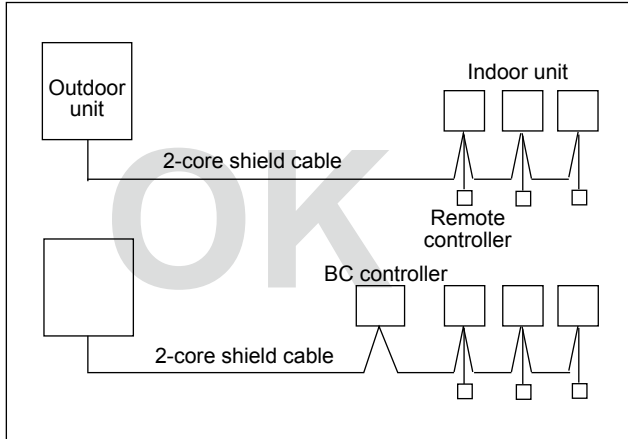 Outdoor
unit
Indoor unit
2-core shield cable
OK
Remote
controller
BC controller
2-core shield cable